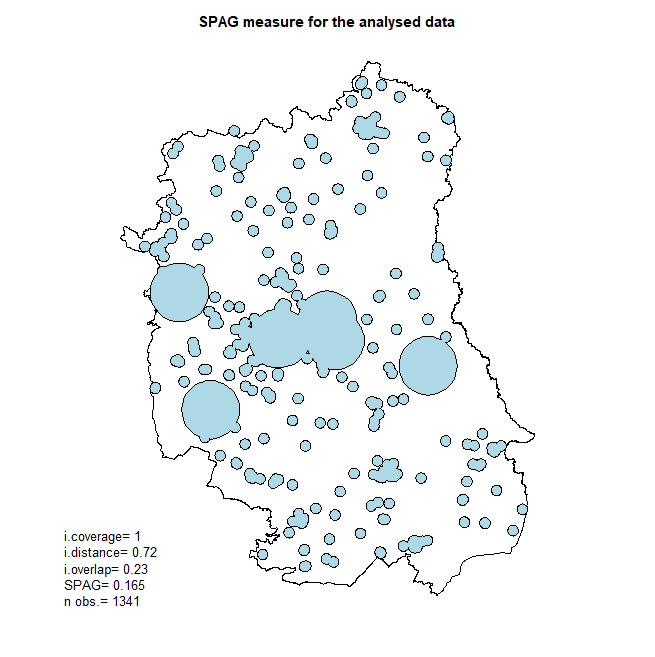 SPAG measure for the analysed data
i.coverage= 1
i.distance= 0.72
i.overlap= 0.23
SPAG= 0.165
n obs.= 1341